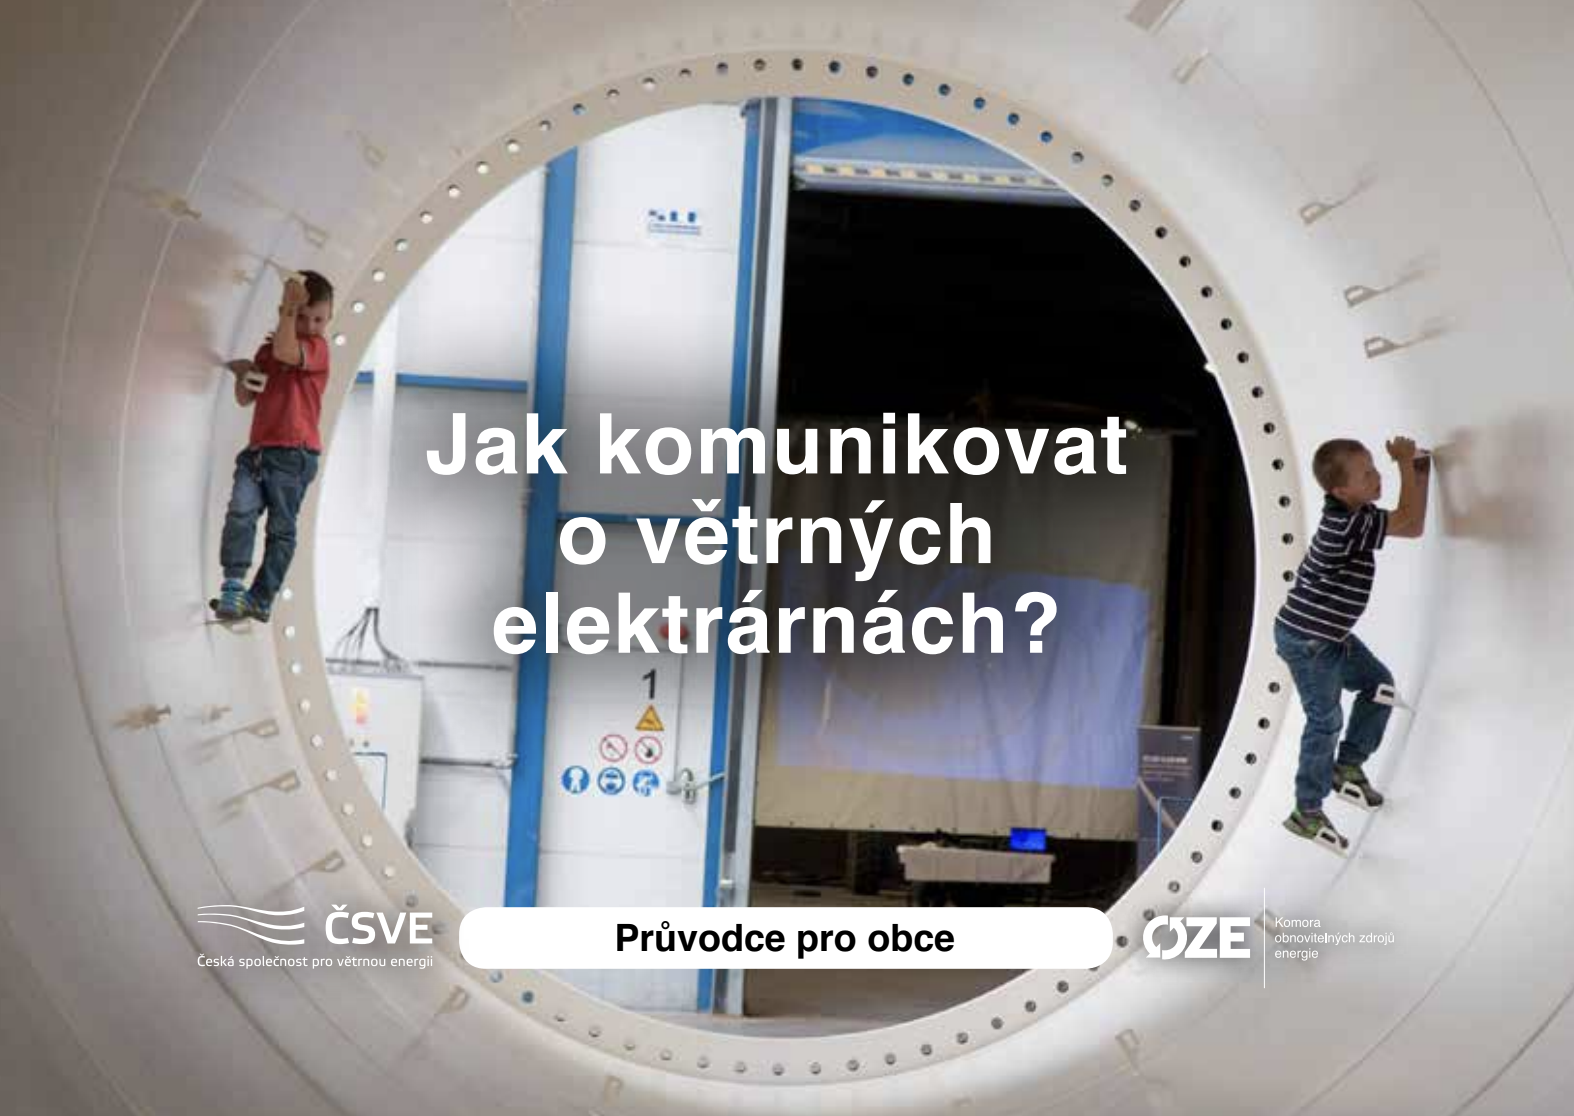 Jak komunikovat
o větrných
elektrárnách?
1
ČSVE
Česká společnost pro větrnou energii
Průvodce pro obce
OZE
Komora
obnovitelných zdrojů
energie